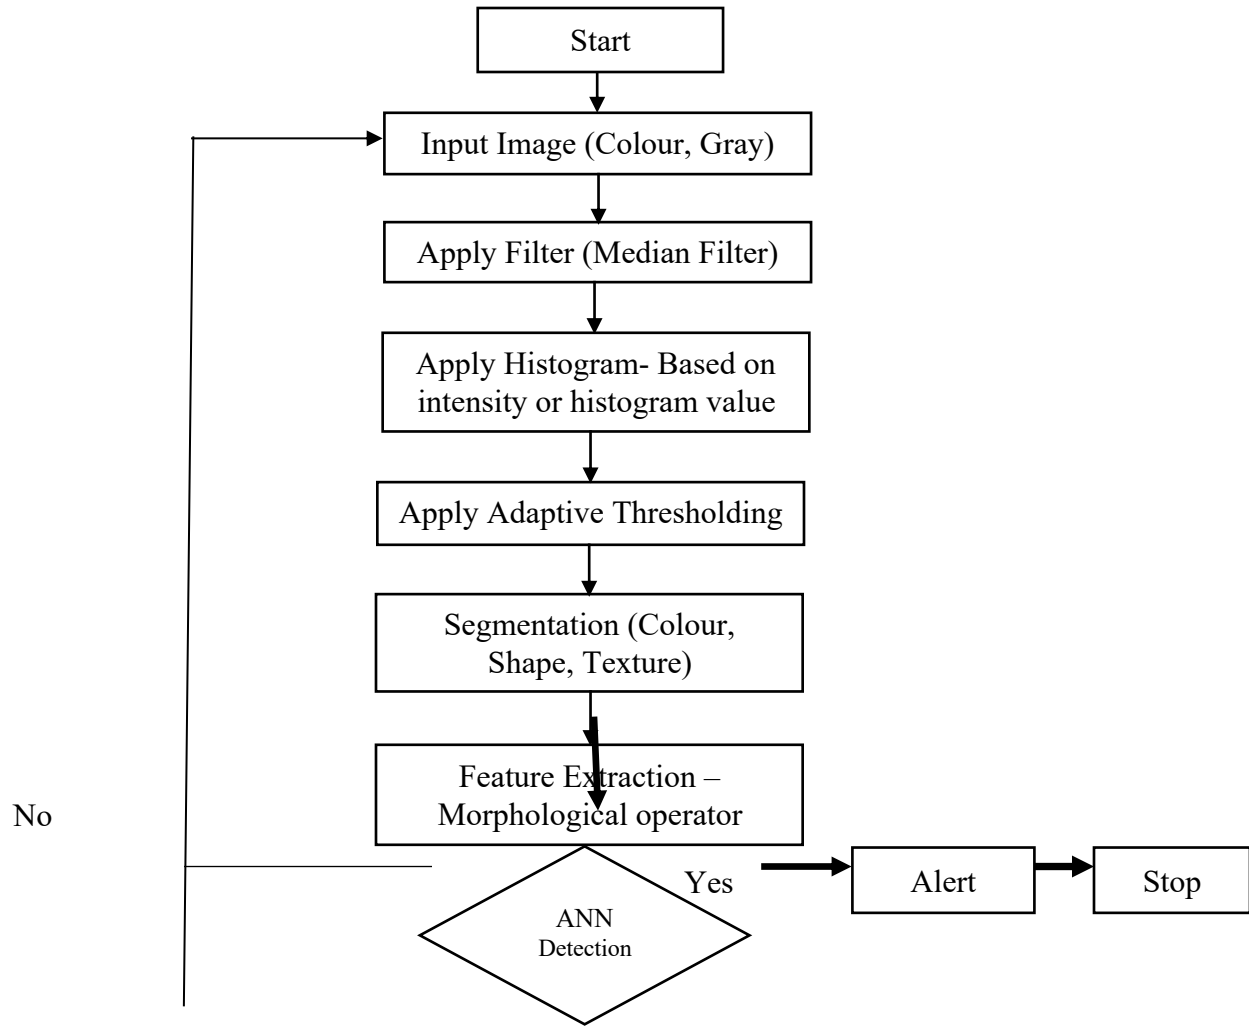 Start
Input Image (Colour, Gray)
Apply Filter (Median Filter)
Apply Histogram- Based on
intensity or histogram value
Apply Adaptive Thresholding
Segmentation (Colour,
Shape, Texture)
Feature Extraction –
Morphological operator
No
Yes
Alert
Stop
ANN
Detection